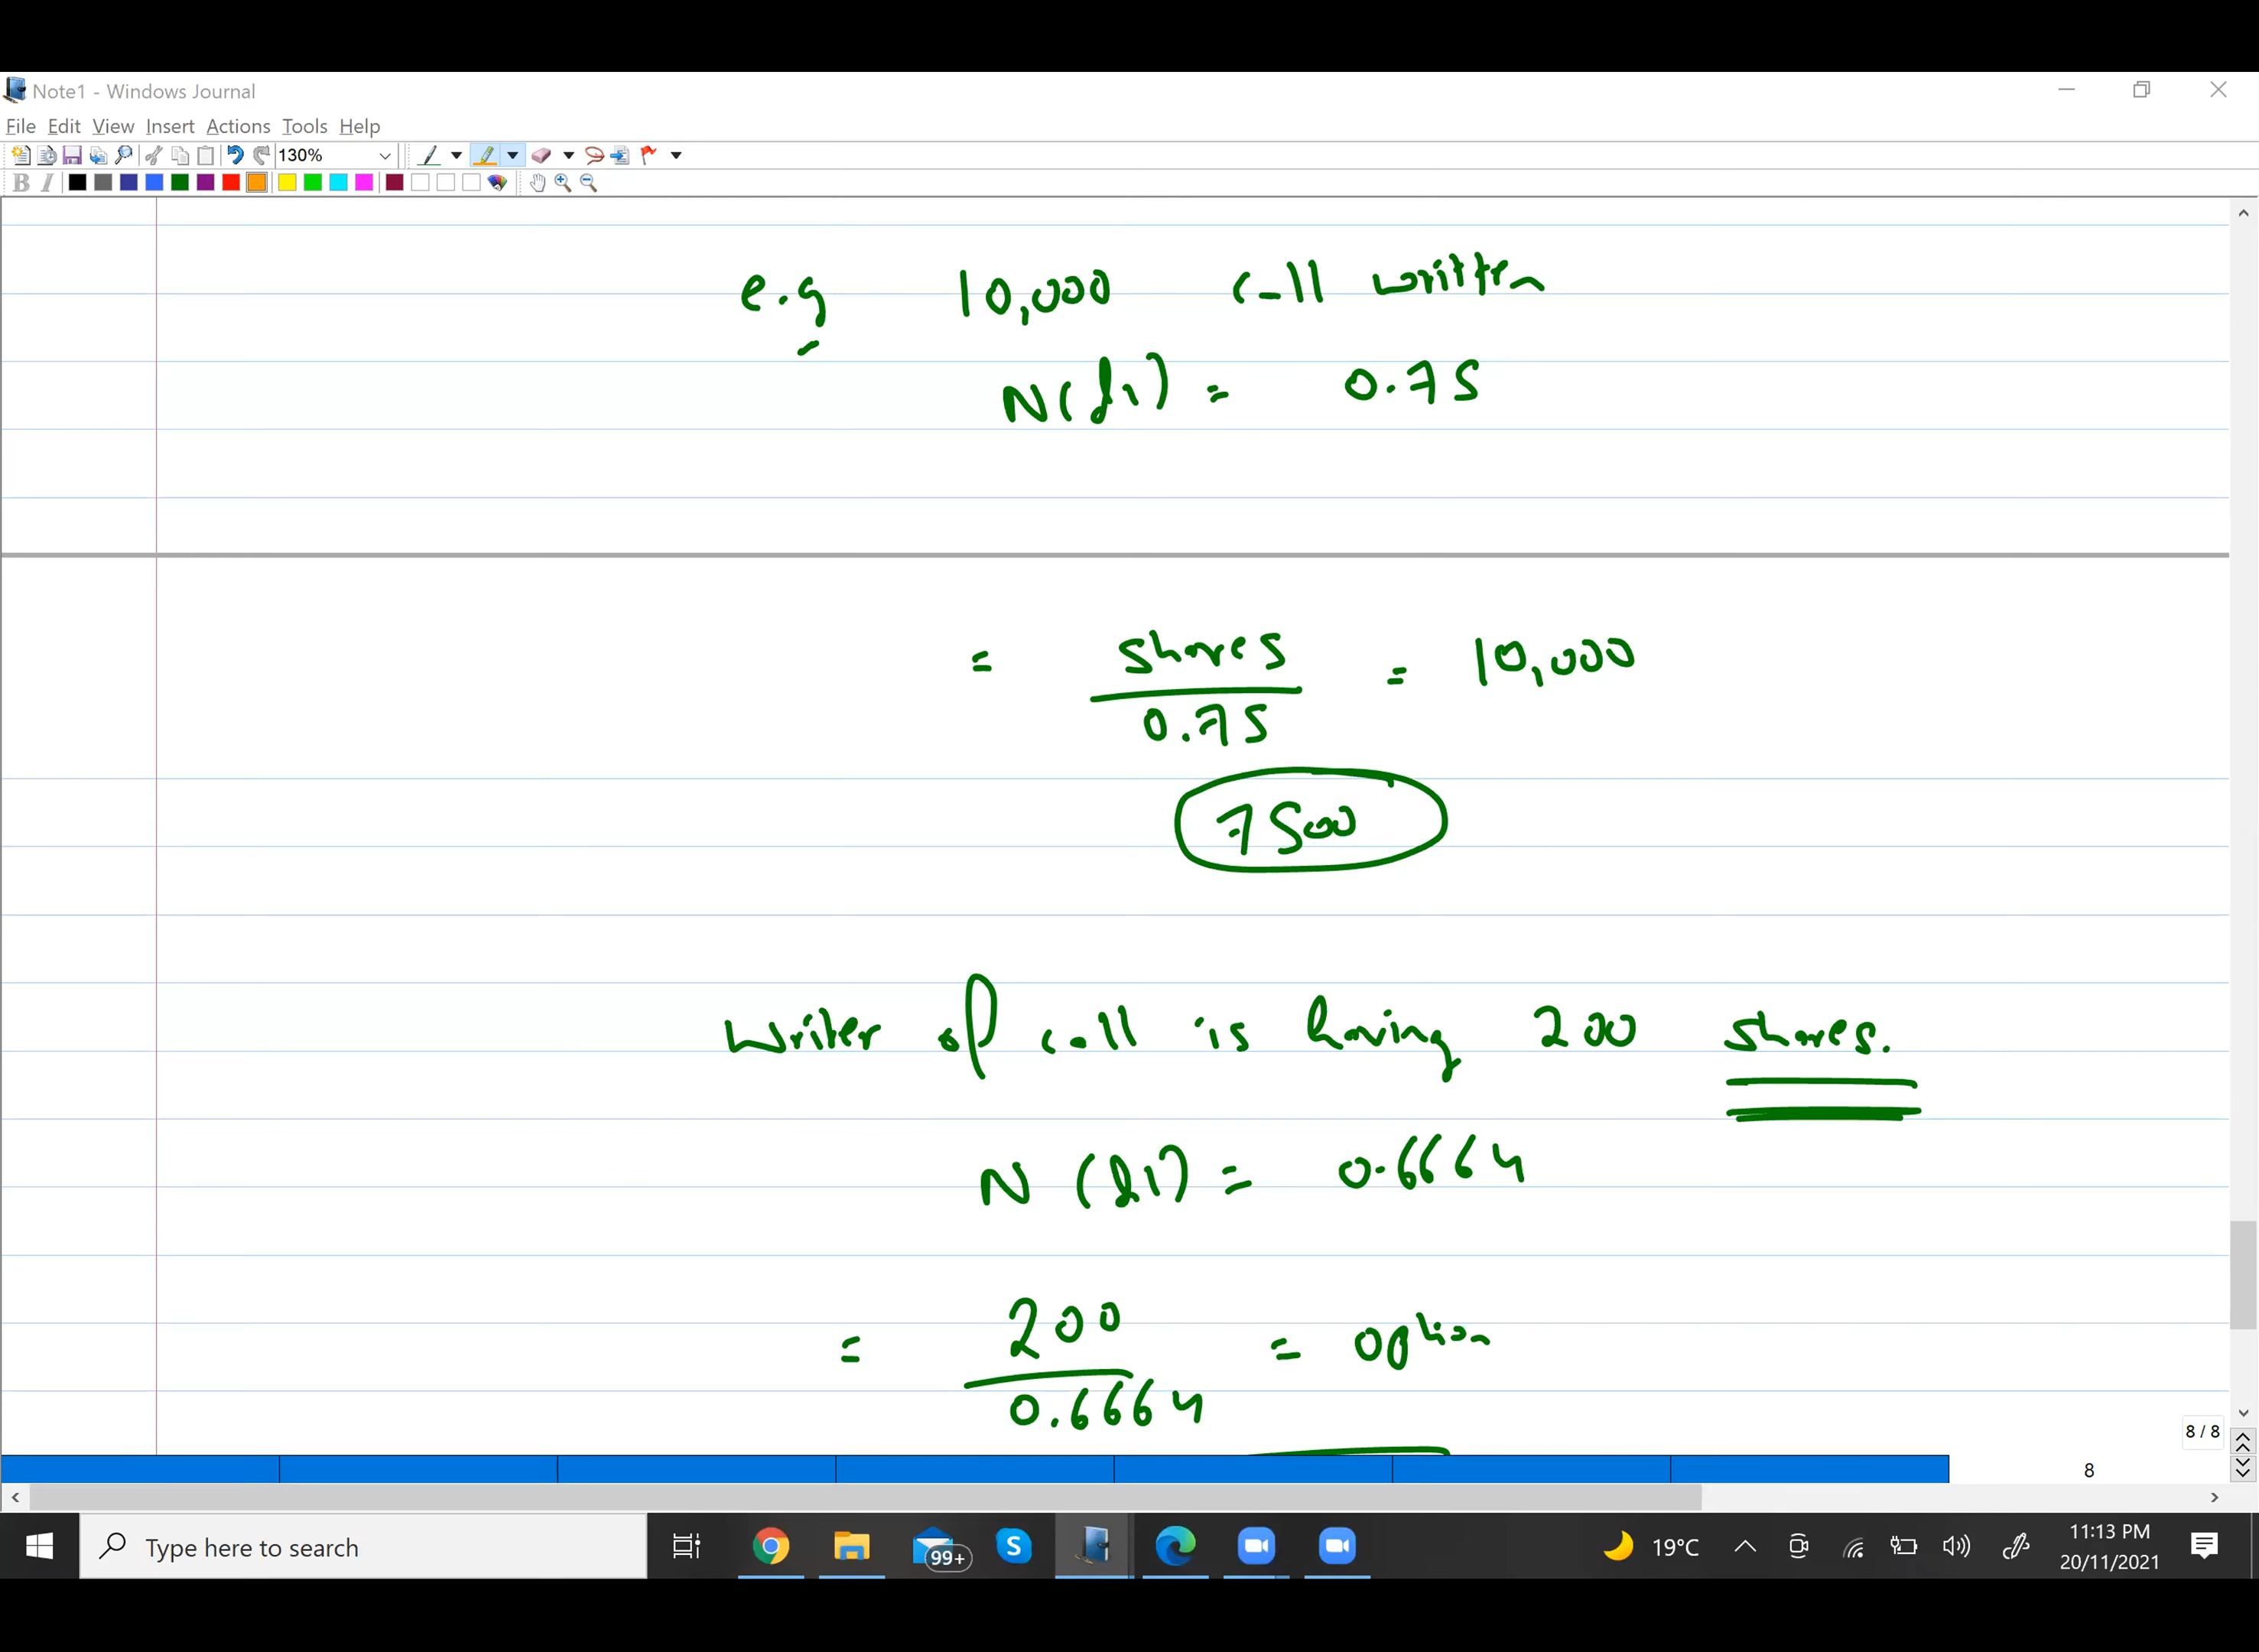 Note1 - Windows Journal
File Edit View Insert Actions Tools Help
130%
B I
e.g 10,000 call written
N(d1) = 0.75
= shares = 10,000
0.75
7500
Writer of call is having 200 shares.
N (d1) = 0.6664
= 200 = option
0.6664
8 / 8
8
Type here to search
99+
S
19°C
11:13 PM
20/11/2021